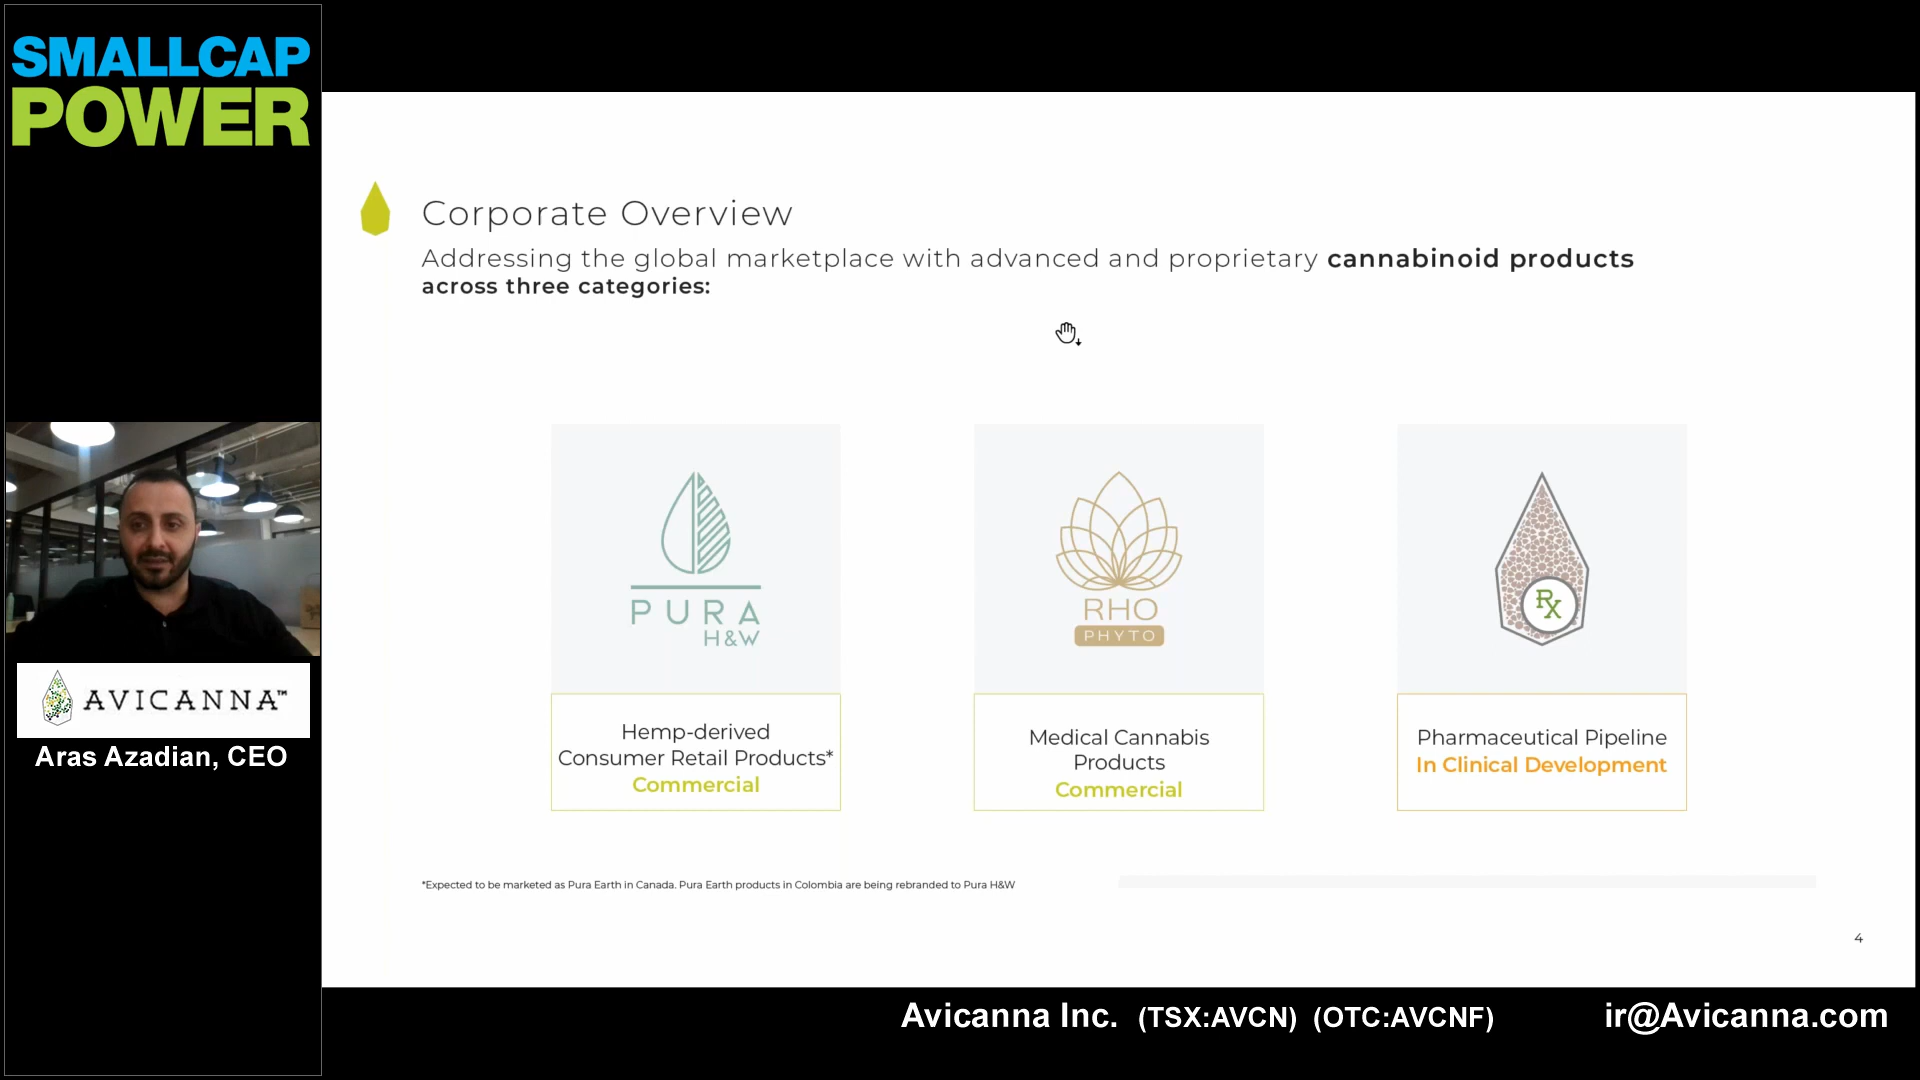 SMALLCAP
POWER
AVICANNA™
Aras Azadian, CEO
Corporate Overview
Addressing the global marketplace with advanced and proprietary cannabinoid products
across three categories:
PURA
H&W
Hemp-derived
Consumer Retail Products*
Commercial
RHO
PHYTO
Medical Cannabis
Products
Commercial
Rx
Pharmaceutical Pipeline
In Clinical Development
*Expected to be marketed as Pura Earth in Canada. Pura Earth products in Colombia are being rebranded to Pura H&W
4
Avicanna Inc. (TSX:AVCN) (OTC:AVCNF) ir@Avicanna.com